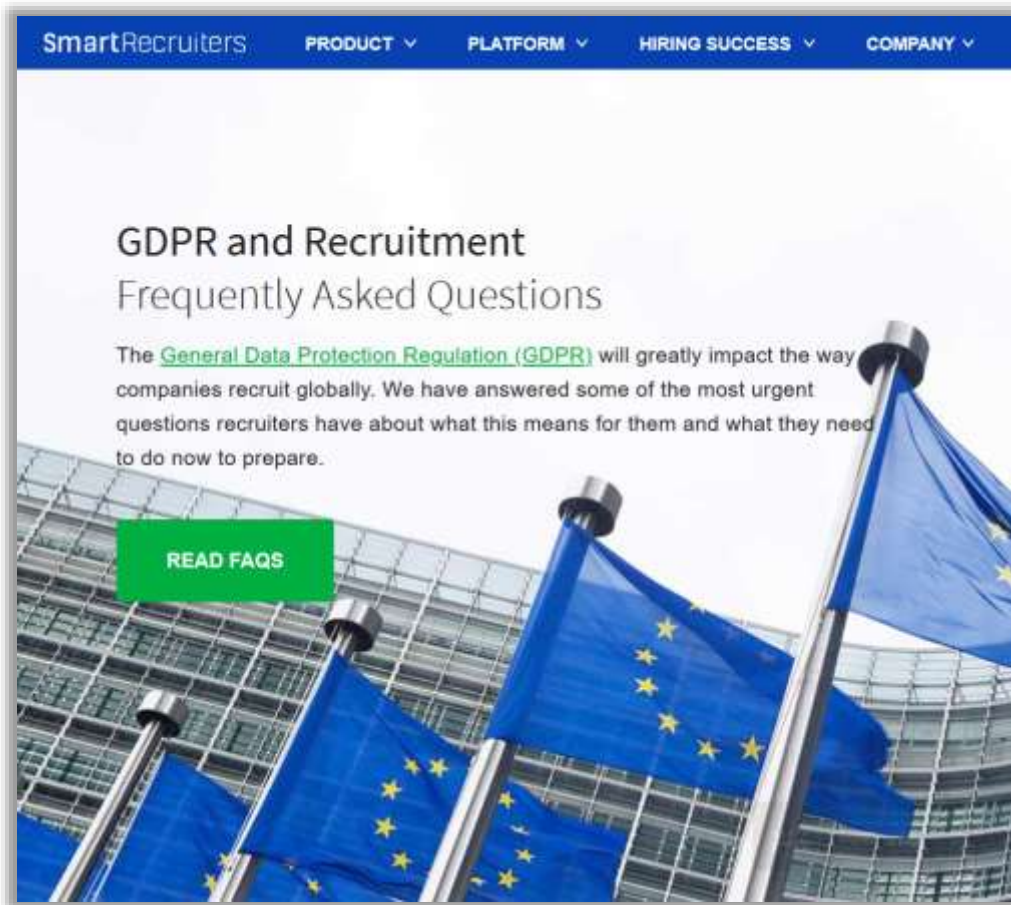 SmartRecruiters PRODUCT PLATFORM HIRING SUCCESS COMPANY
GDPR and Recruitment
Frequently Asked Questions
The General Data Protection Regulation (GDPR) will greatly impact the way
companies recruit globally. We have answered some of the most urgent
questions recruiters have about what this means for them and what they need
to do now to prepare.
READ FAQS